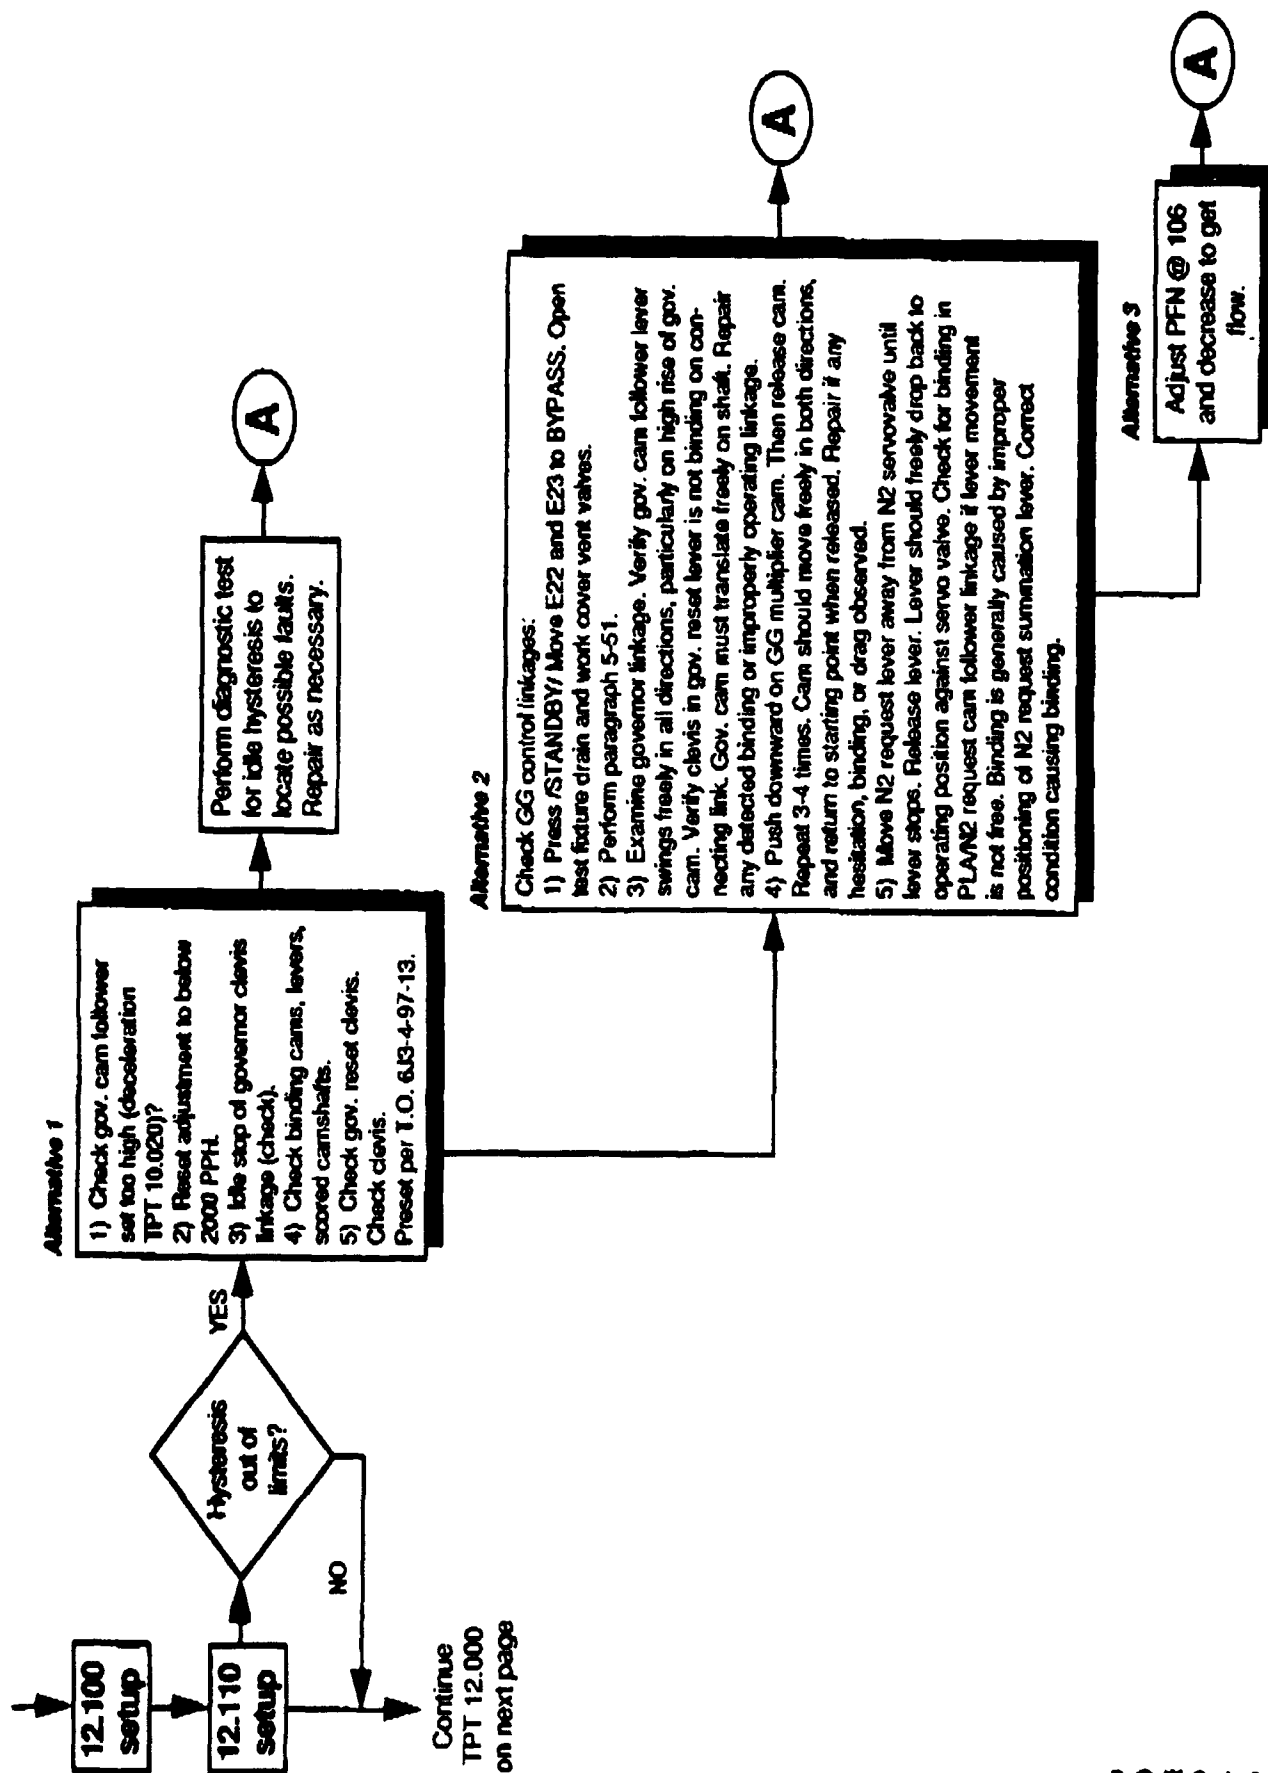 12.100
setup
12.110
setup
Continue
TPT 12.000
on next page
Hysteresis
out of
limits?
YES
NO
Alternative 1
1) Check gov. cam follower
set too high (deceleration
TPT 10.020)?
2) Reset adjustment to below
2000 PPH.
3) Idle stop of governor clevis
linkage (check).
4) Check binding cams, levers,
scored camshafts.
5) Check gov. reset clevis.
Check clevis.
Preset per T.O. 6J3-4-97-13.
Perform diagnostic test
for idle hysteresis to
locate possible faults.
Repair as necessary.
A
Alternative 2
Check GG control linkages:
1) Press /STANDBY/ Move E22 and E23 to BYPASS. Open
test fixture drain and work cover vent valves.
2) Perform paragraph 5-51.
3) Examine governor linkage. Verify gov. cam follower lever
swings freely in all directions, particularly on high rise of gov.
cam. Verify clevis in gov. reset lever is not binding on con-
necting link. Gov. cam must translate freely on shaft. Repair
any detected binding or improperly operating linkage.
4) Push downward on GG multiplier cam. Then release cam.
Repeat 3-4 times. Cam should move freely in both directions,
and return to starting point when released. Repair if any
hesitation, binding, or drag observed.
5) Move N2 request lever away from N2 servovalve until
lever stops. Release lever. Lever should freely drop back to
operating position against servo valve. Check for binding in
PLA/N2 request cam follower linkage if lever movement
is not free. Binding is generally caused by improper
positioning of N2 request summation lever. Correct
condition causing binding.
A
Alternative 3
Adjust PFN @ 106
and decrease to get
flow.
A